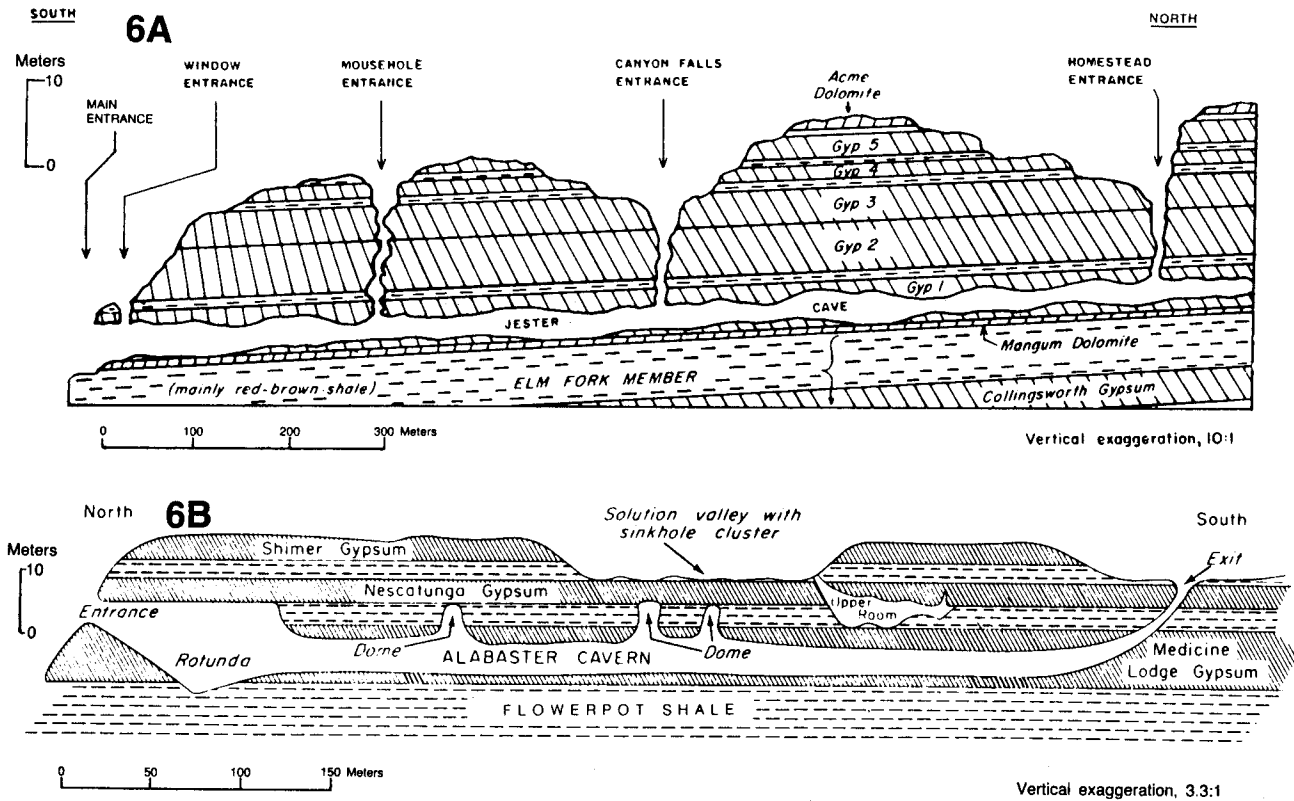 SOUTH
6A
NORTH
Meters
10
0
MAIN
ENTRANCE
WINDOW
ENTRANCE
MOUSEHOLE
ENTRANCE
CANYON FALLS
ENTRANCE
Acme
Dolomite
HOMESTEAD
ENTRANCE
Gyp 5
Gyp 4
Gyp 3
Gyp 2
Gyp 1
JESTER
CAVE
Mangum Dolomite
(mainly red-brown shale)
ELM FORK MEMBER
Collingsworth Gypsum
0 100 200 300 Meters
Vertical exaggeration, 10:1
North
6B
Solution valley with
sinkhole cluster
South
Meters
10
0
Shimer Gypsum
Exit
Nescatunga Gypsum
Entrance
Upper
Room
Rotunda
Dome
ALABASTER CAVERN
Dome
Medicine
Lodge Gypsum
FLOWERPOT SHALE
0 50 100 150 Meters
Vertical exaggeration, 3.3:1